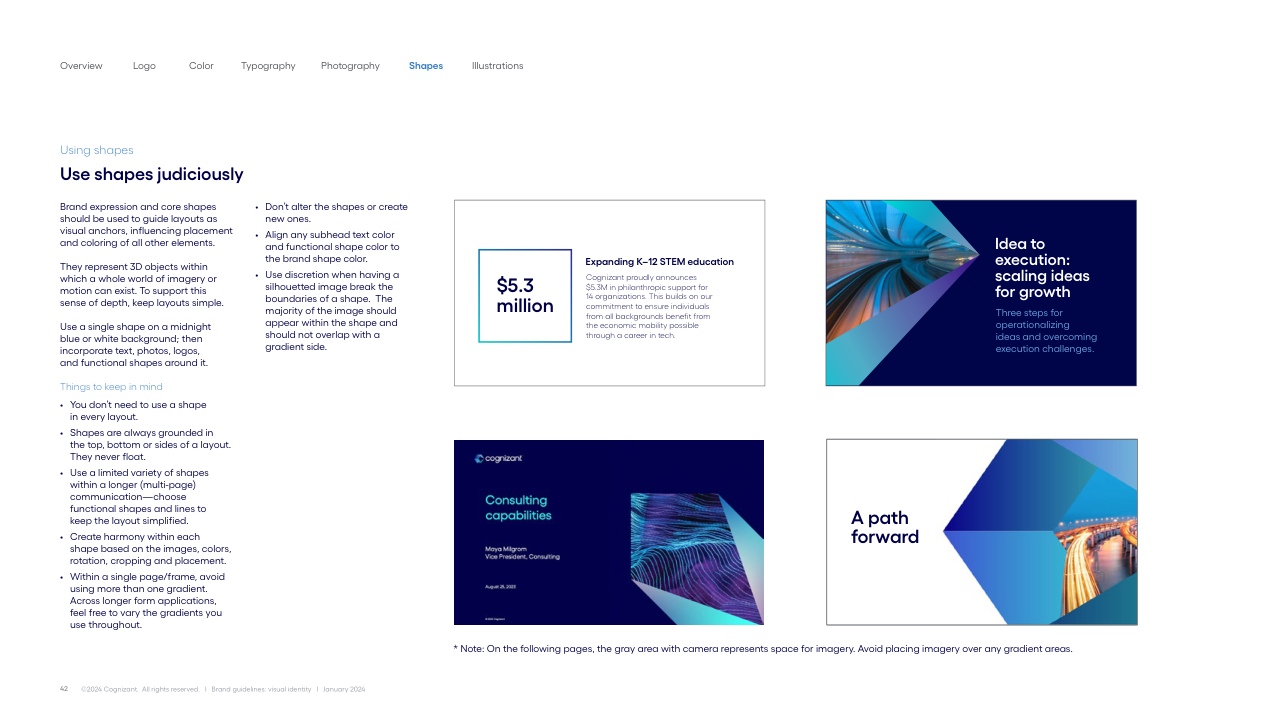 Overview Logo Color Typography Photography Shapes Illustrations
Using shapes
Use shapes judiciously
Brand expression and core shapes
should be used to guide layouts as
visual anchors, influencing placement
and coloring of all other elements.
They represent 3D objects within
which a whole world of imagery or
motion can exist. To support this
sense of depth, keep layouts simple.
Use a single shape on a midnight
blue or white background; then
incorporate text, photos, logos,
and functional shapes around it.
Things to keep in mind
• You don't need to use a shape
in every layout.
• Shapes are always grounded in
the top, bottom or sides of a layout.
They never float.
• Use a limited variety of shapes
within a longer (multi-page)
communication—choose
functional shapes and lines to
keep the layout simplified.
• Create harmony within each
shape based on the images, colors,
rotation, cropping and placement.
• Within a single page/frame, avoid
using more than one gradient.
Across longer form applications,
feel free to vary the gradients you
use throughout.
• Don't alter the shapes or create
new ones.
• Align any subhead text color
and functional shape color to
the brand shape color.
• Use discretion when having a
silhouetted image break the
boundaries of a shape. The
majority of the image should
appear within the shape and
should not overlap with a
gradient side.
$5.3
million
Expanding K–12 STEM education
Cognizant proudly announces
$5.3M in philanthropic support for
14 organizations. This builds on our
commitment to ensure individuals
from all backgrounds benefit from
the economic mobility possible
through a career in tech.
Idea to
execution:
scaling ideas
for growth
Three steps for
operationalizing
ideas and overcoming
execution challenges.
cognizant
Consulting
capabilities
Maya Milgrom
Vice President, Consulting
August 25, 2023
©2023 Cognizant
A path
forward
* Note: On the following pages, the gray area with camera represents space for imagery. Avoid placing imagery over any gradient areas.
42 ©2024 Cognizant. All rights reserved. | Brand guidelines: visual identity | January 2024